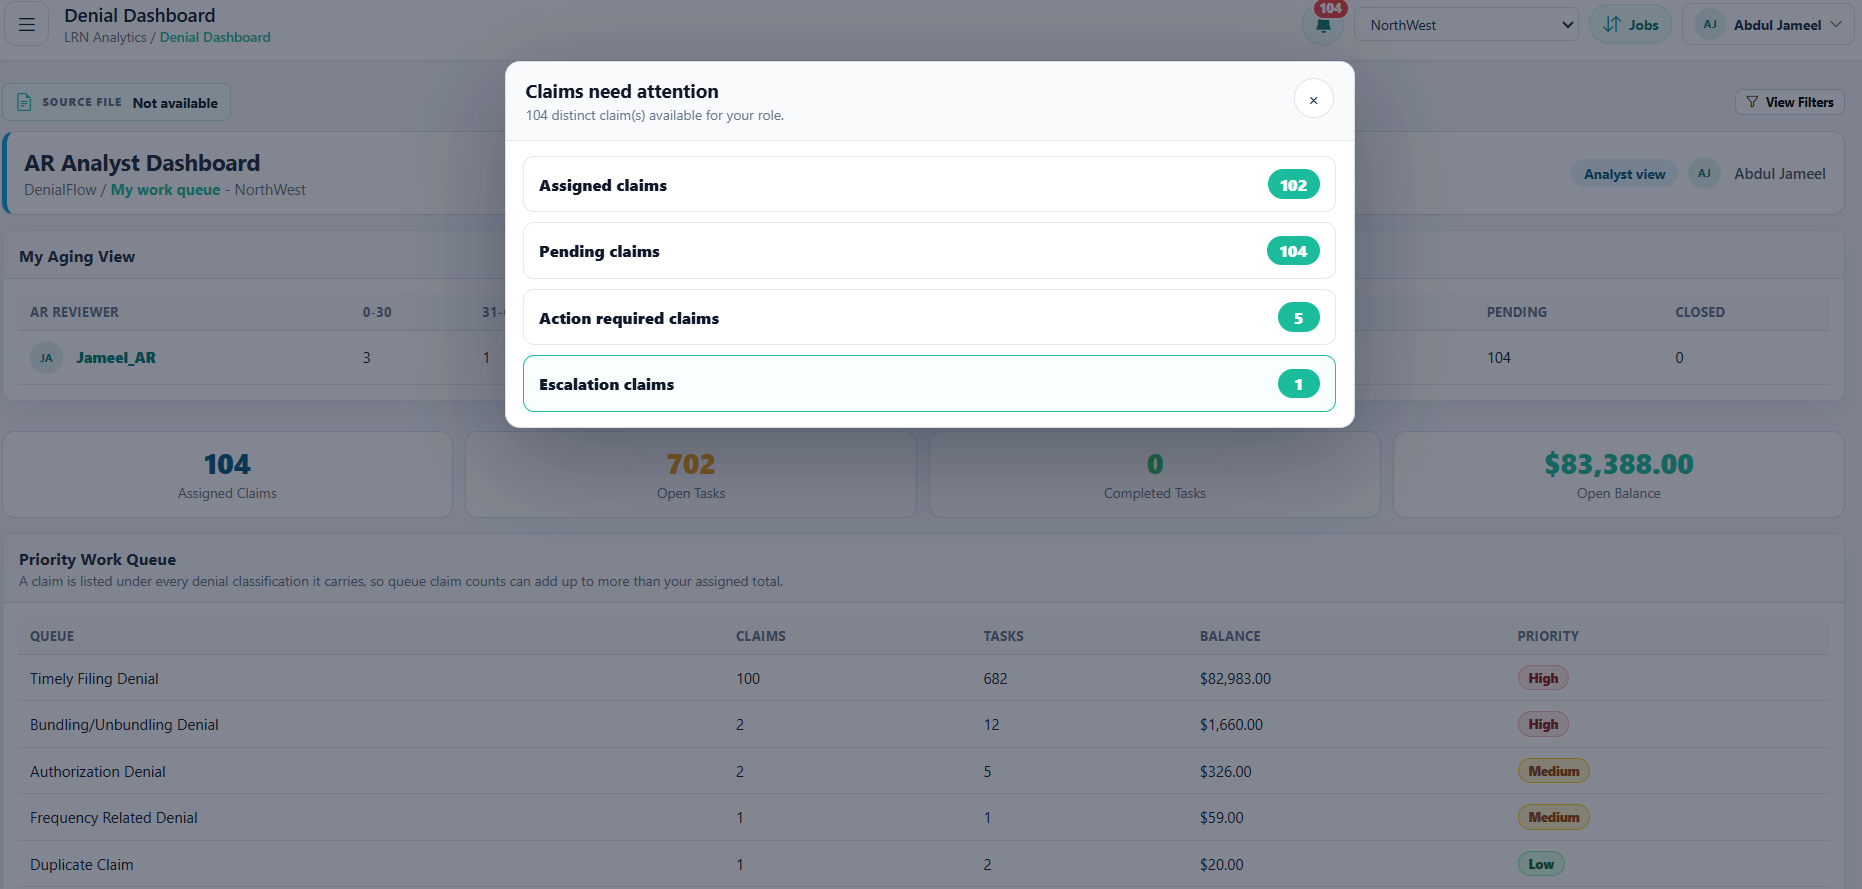 Denial Dashboard
LRN Analytics / Denial Dashboard
104
NorthWest
Jobs
AJ
Abdul Jameel
SOURCE FILE Not available
View Filters
Claims need attention
104 distinct claim(s) available for your role.
×
Assigned claims 102
Pending claims 104
Action required claims 5
Escalation claims 1
AR Analyst Dashboard
DenialFlow / My work queue - NorthWest
Analyst view
AJ
Abdul Jameel
My Aging View
AR REVIEWER 0-30 31- PENDING CLOSED
JA Jameel_AR 3 1 104 0
104
Assigned Claims
702
Open Tasks
0
Completed Tasks
$83,388.00
Open Balance
Priority Work Queue
A claim is listed under every denial classification it carries, so queue claim counts can add up to more than your assigned total.
QUEUE CLAIMS TASKS BALANCE PRIORITY
Timely Filing Denial 100 682 $82,983.00 High
Bundling/Unbundling Denial 2 12 $1,660.00 High
Authorization Denial 2 5 $326.00 Medium
Frequency Related Denial 1 1 $59.00 Medium
Duplicate Claim 1 2 $20.00 Low